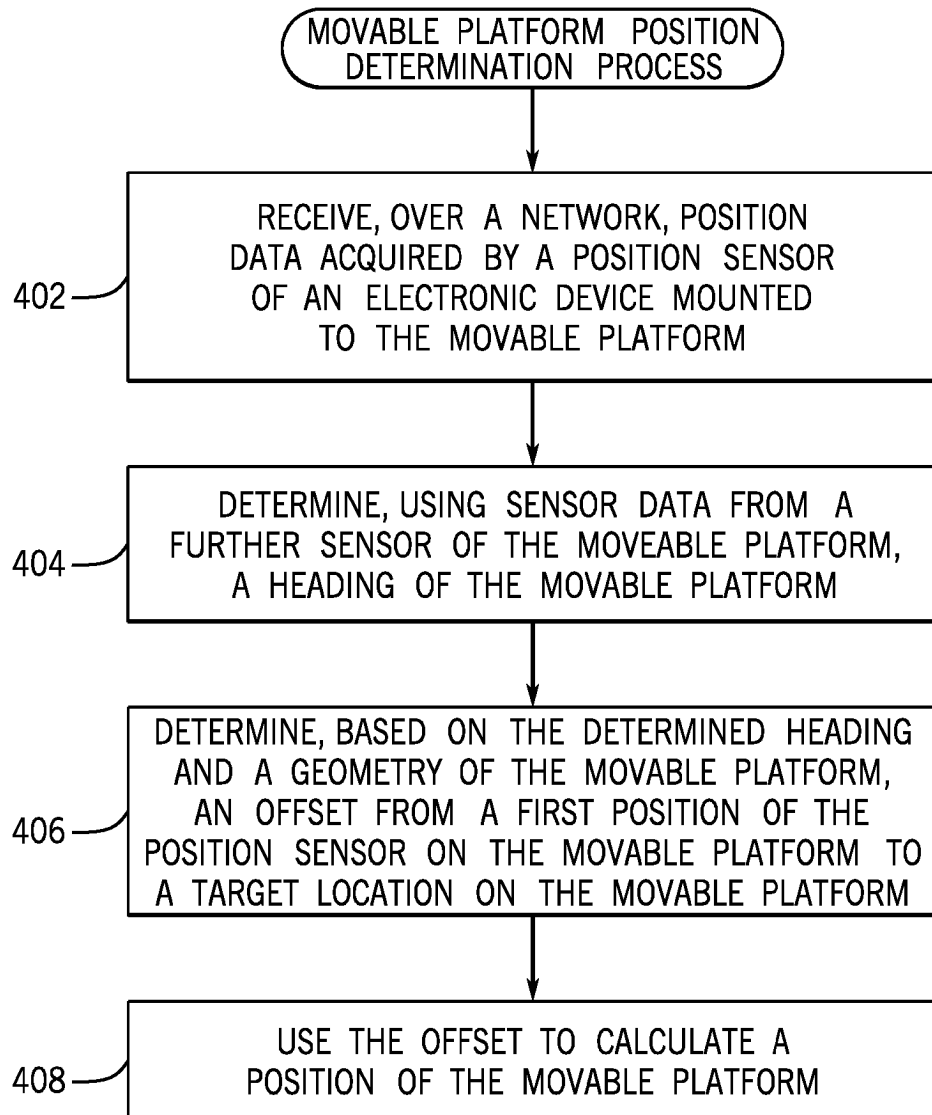 MOVABLE PLATFORM POSITION
DETERMINATION PROCESS
402
RECEIVE, OVER A NETWORK, POSITION
DATA ACQUIRED BY A POSITION SENSOR
OF AN ELECTRONIC DEVICE MOUNTED
TO THE MOVABLE PLATFORM
404
DETERMINE, USING SENSOR DATA FROM A
FURTHER SENSOR OF THE MOVEABLE PLATFORM,
A HEADING OF THE MOVABLE PLATFORM
406
DETERMINE, BASED ON THE DETERMINED HEADING
AND A GEOMETRY OF THE MOVABLE PLATFORM,
AN OFFSET FROM A FIRST POSITION OF THE
POSITION SENSOR ON THE MOVABLE PLATFORM TO
A TARGET LOCATION ON THE MOVABLE PLATFORM
408
USE THE OFFSET TO CALCULATE A
POSITION OF THE MOVABLE PLATFORM